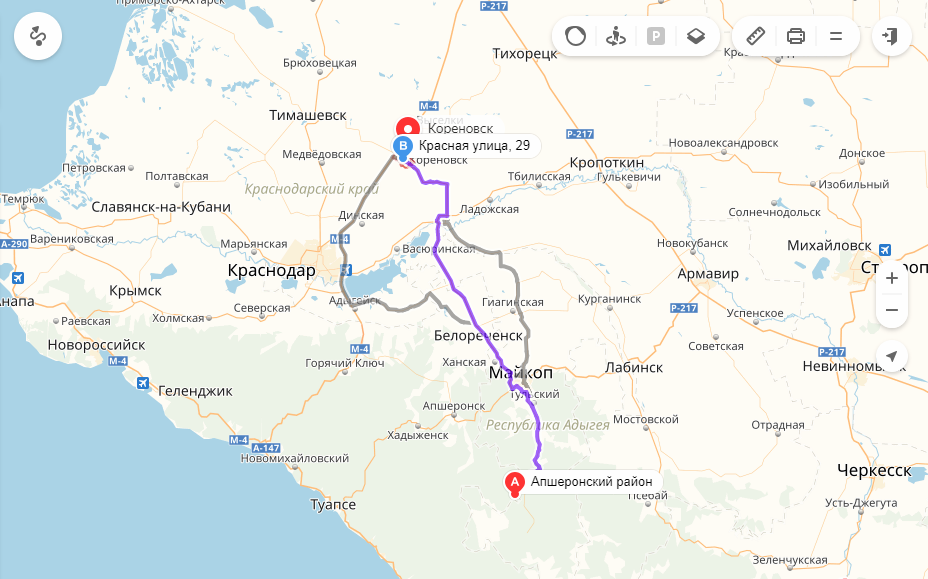 Приморско-Ахтарск
P-217
Тихорецк
Брюховецкая
М-4
Выселки
Тимашевск
Кореновск
P-217
B
Красная улица, 29
Новоалександровск
Медвёдовская
Кореновск
Донское
Кропоткин
Петровская
Полтавская
Краснодарский край
Тбилисская
Гулькевичи
Изобильный
Темрюк
Славянск-на-Кубани
Динская
Ладожская
Солнечнодольск
А-290
Варениковская
Марьянская
М-4
Васюринская
Новокубанск
Михайловск
Краснодар
Армавир
Крымск
Адыгейск
Гиагинская
Курганинск
P-217
Северская
Холмская
Раевская
Успенское
Новороссийск
Белореченск
М-4
Советская
P-217
М-4
Горячий Ключ
Ханская
Майкоп
Лабинск
Невинномы
Геленджик
Тульский
Апшеронск
Мостовской
Республика Адыгея
Отрадная
Хадыженск
М-4
А-147
Новомихайловский
Черкесск
A
Апшеронский район
Псебай
Туапсе
Усть-Джегута
Зеленчукская
P